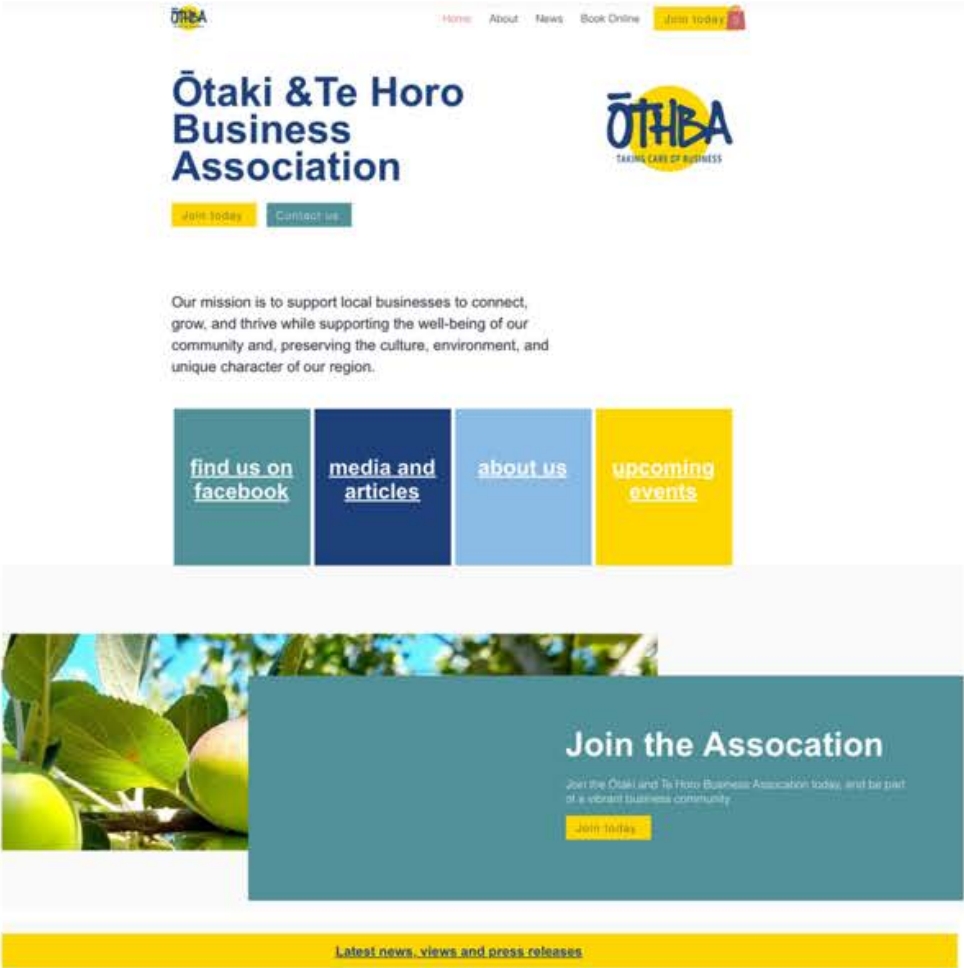 ŌTHBA
Home About News Book Online Join today 0
Ōtaki &Te Horo
Business
Association
ŌTHBA
TAKING CARE OF BUSINESS
Join today Contact us
Our mission is to support local businesses to connect,
grow, and thrive while supporting the well-being of our
community and, preserving the culture, environment, and
unique character of our region.
find us on
facebook
media and
articles
about us
upcoming
events
Join the Assocation
Join the Ōtaki and Te Horo Business Assocation today, and be part
of a vibrant business community
Join today
Latest news, views and press releases